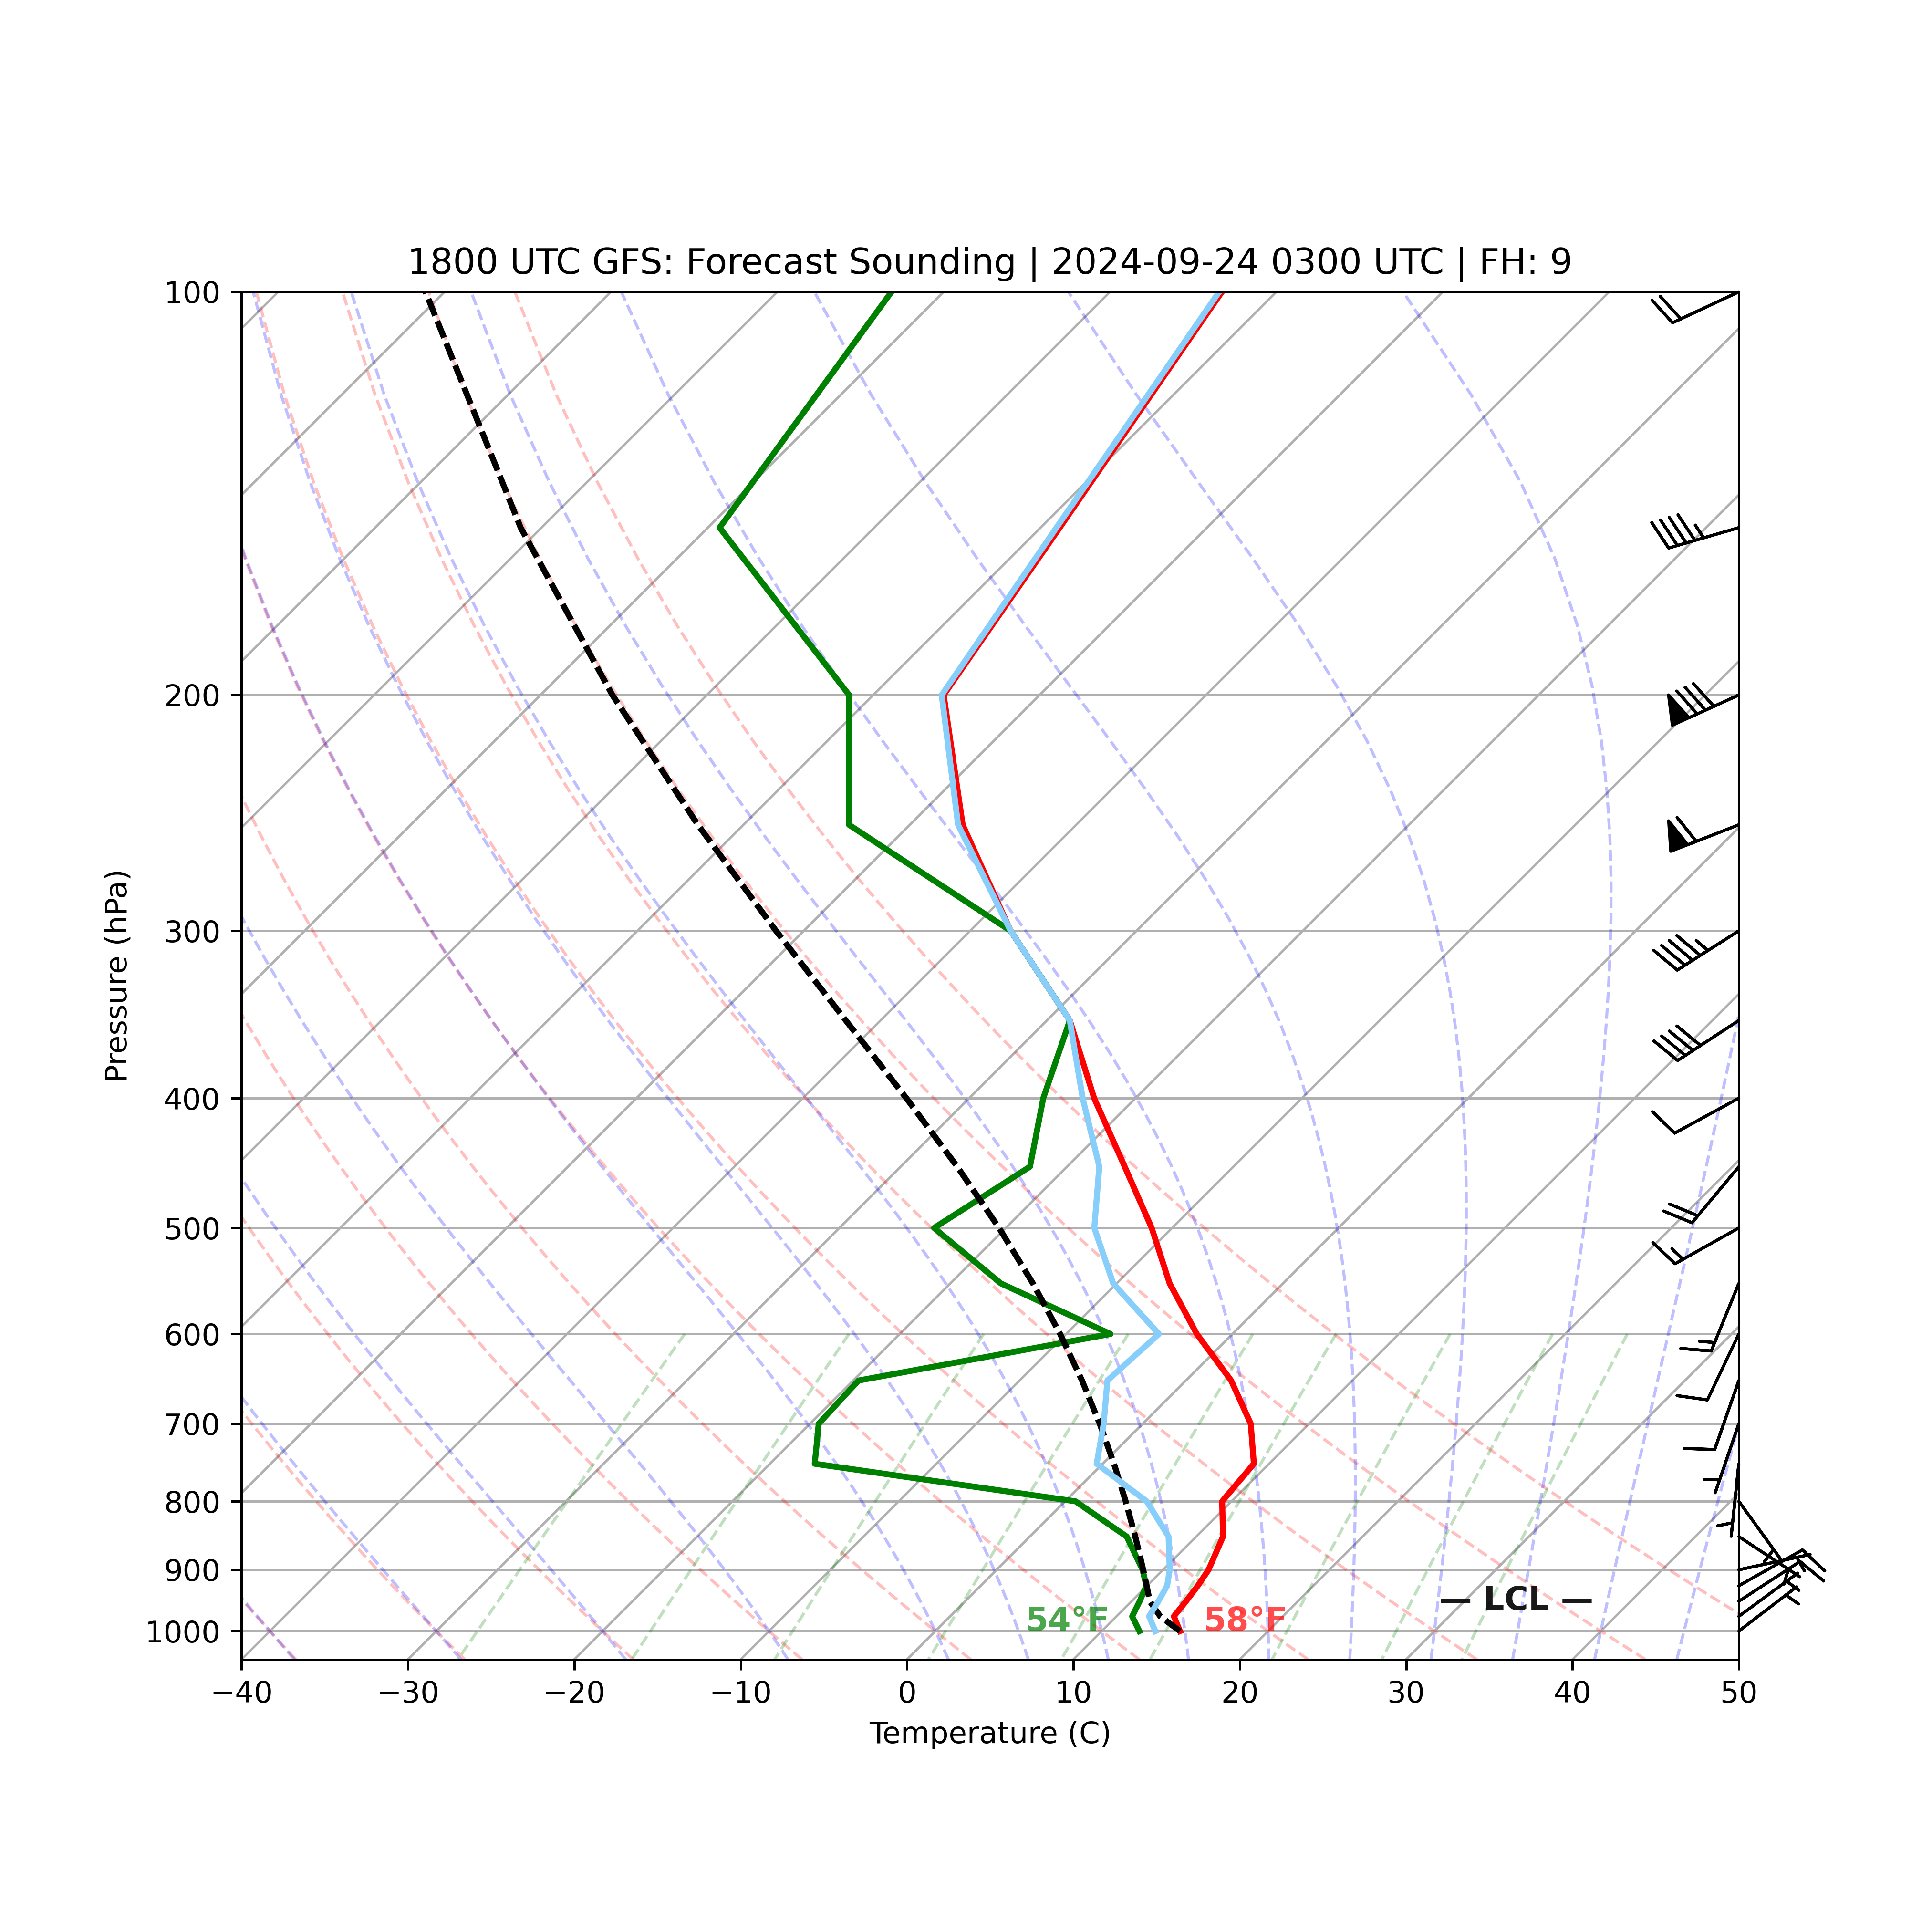 1800 UTC GFS: Forecast Sounding | 2024-09-24 0300 UTC | FH: 9
100
200
300
400
500
600
700
800
900
1000
Pressure (hPa)
— LCL —
54°F
58°F
−40 −30 −20 −10 0 10 20 30 40 50
Temperature (C)